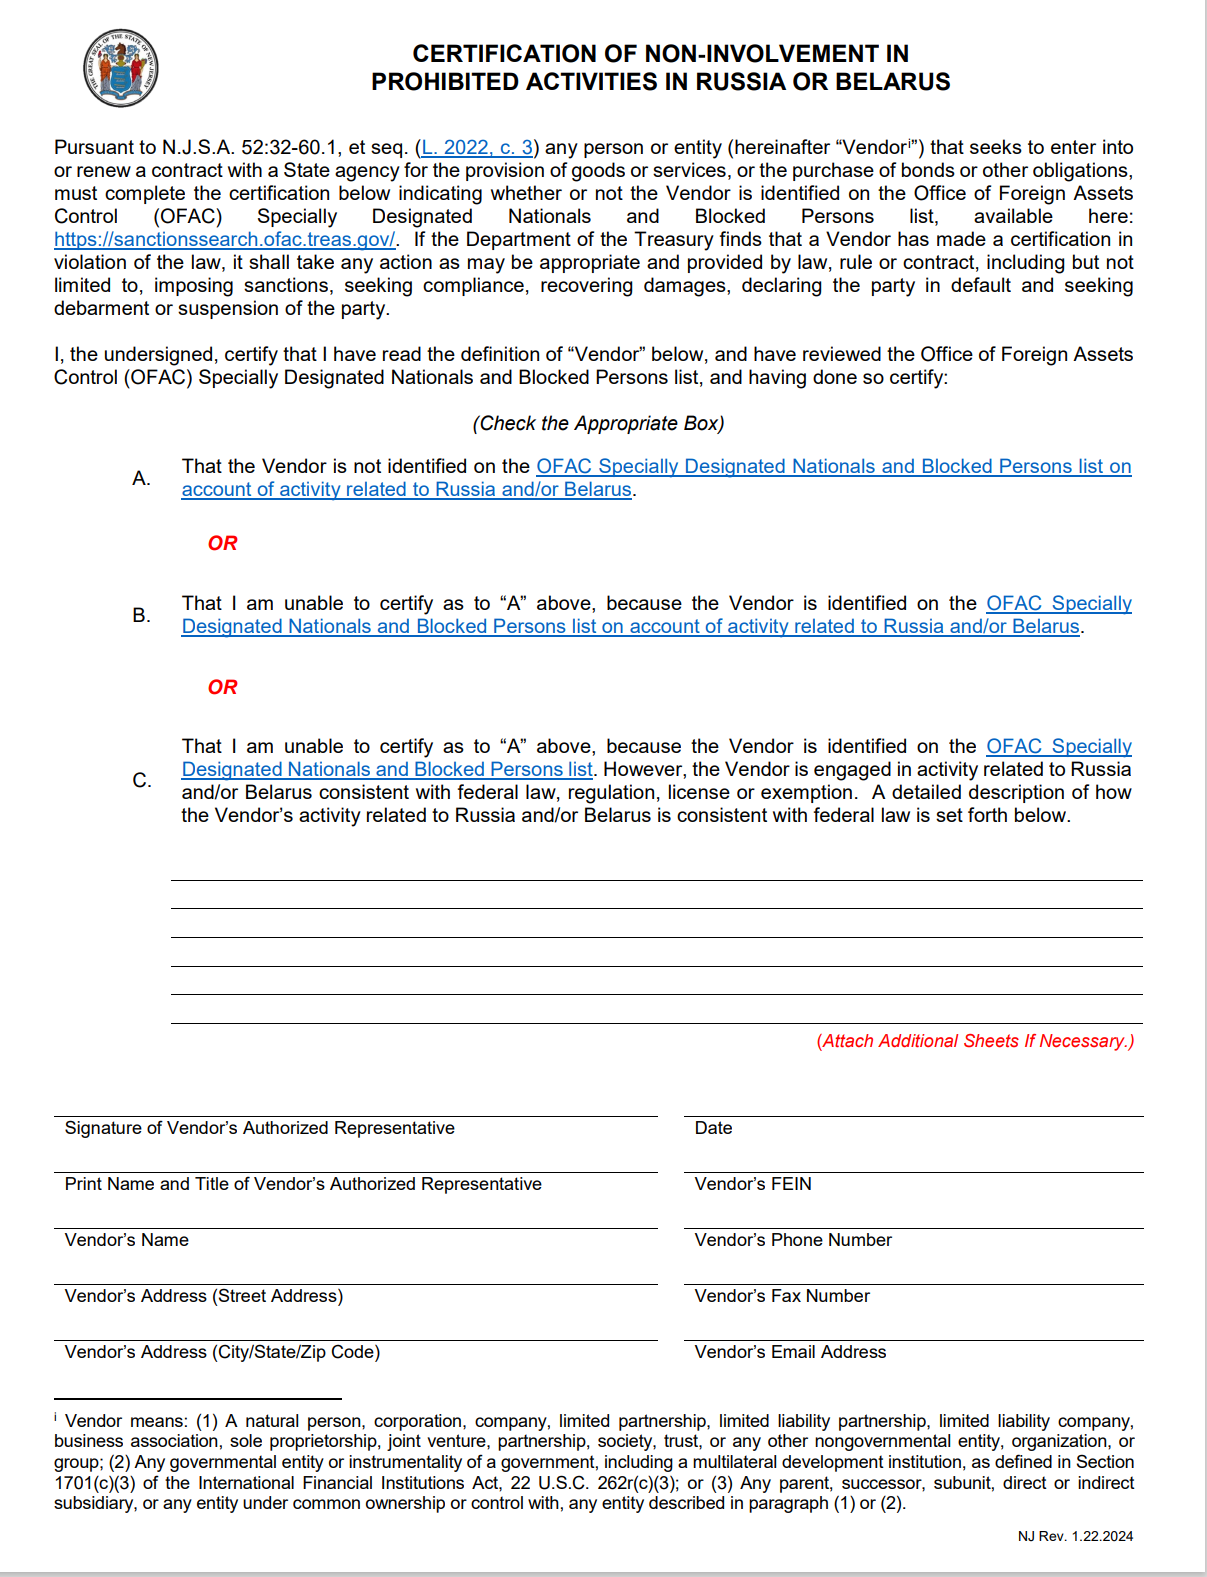 THE GREAT SEAL OF THE STATE OF NEW JERSEY
CERTIFICATION OF NON-INVOLVEMENT IN
PROHIBITED ACTIVITIES IN RUSSIA OR BELARUS
Pursuant to N.J.S.A. 52:32-60.1, et seq. (L. 2022, c. 3) any person or entity (hereinafter “Vendorⁱ”) that seeks to enter into
or renew a contract with a State agency for the provision of goods or services, or the purchase of bonds or other obligations,
must complete the certification below indicating whether or not the Vendor is identified on the Office of Foreign Assets
Control (OFAC) Specially Designated Nationals and Blocked Persons list, available here:
https://sanctionssearch.ofac.treas.gov/. If the Department of the Treasury finds that a Vendor has made a certification in
violation of the law, it shall take any action as may be appropriate and provided by law, rule or contract, including but not
limited to, imposing sanctions, seeking compliance, recovering damages, declaring the party in default and seeking
debarment or suspension of the party.
I, the undersigned, certify that I have read the definition of “Vendor” below, and have reviewed the Office of Foreign Assets
Control (OFAC) Specially Designated Nationals and Blocked Persons list, and having done so certify:
(Check the Appropriate Box)
A.
That the Vendor is not identified on the OFAC Specially Designated Nationals and Blocked Persons list on
account of activity related to Russia and/or Belarus.
OR
B.
That I am unable to certify as to “A” above, because the Vendor is identified on the OFAC Specially
Designated Nationals and Blocked Persons list on account of activity related to Russia and/or Belarus.
OR
C.
That I am unable to certify as to “A” above, because the Vendor is identified on the OFAC Specially
Designated Nationals and Blocked Persons list. However, the Vendor is engaged in activity related to Russia
and/or Belarus consistent with federal law, regulation, license or exemption. A detailed description of how
the Vendor’s activity related to Russia and/or Belarus is consistent with federal law is set forth below.
(Attach Additional Sheets If Necessary.)
Signature of Vendor’s Authorized Representative
Date
Print Name and Title of Vendor’s Authorized Representative
Vendor’s FEIN
Vendor’s Name
Vendor’s Phone Number
Vendor’s Address (Street Address)
Vendor’s Fax Number
Vendor’s Address (City/State/Zip Code)
Vendor’s Email Address
ⁱ Vendor means: (1) A natural person, corporation, company, limited partnership, limited liability partnership, limited liability company,
business association, sole proprietorship, joint venture, partnership, society, trust, or any other nongovernmental entity, organization, or
group; (2) Any governmental entity or instrumentality of a government, including a multilateral development institution, as defined in Section
1701(c)(3) of the International Financial Institutions Act, 22 U.S.C. 262r(c)(3); or (3) Any parent, successor, subunit, direct or indirect
subsidiary, or any entity under common ownership or control with, any entity described in paragraph (1) or (2).
NJ Rev. 1.22.2024